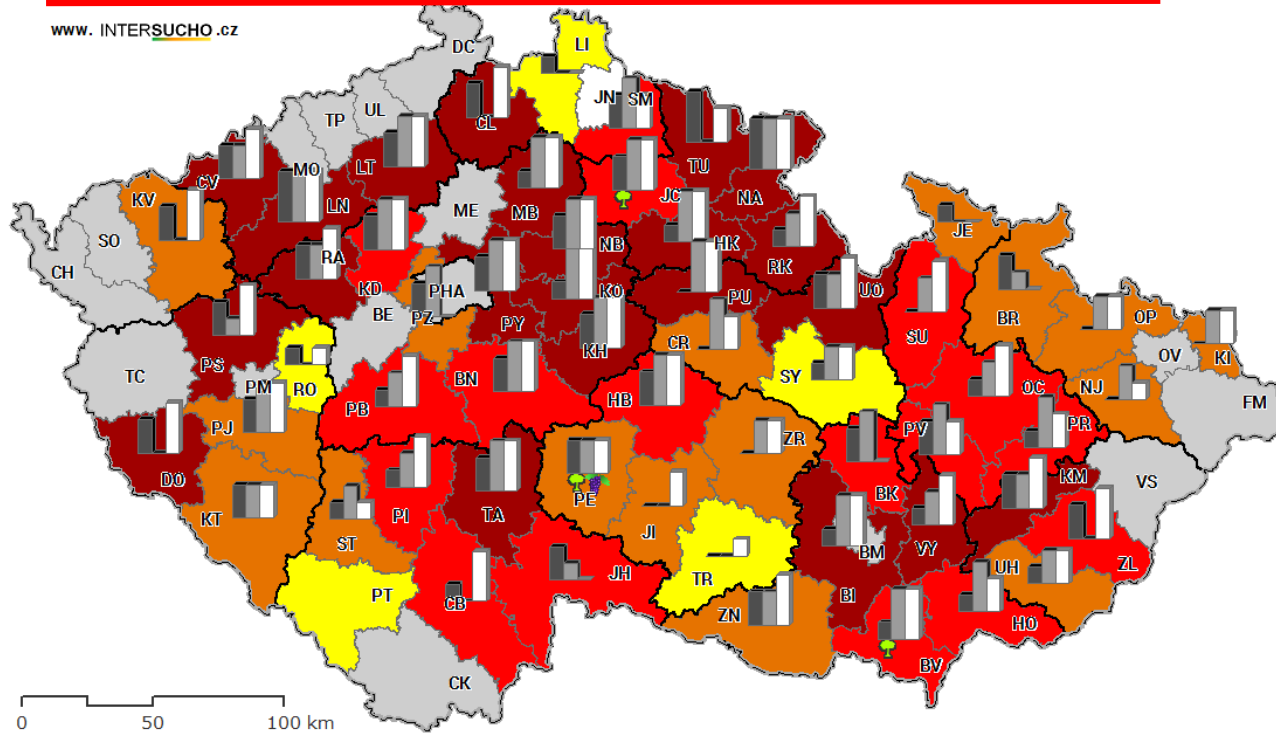 www. INTERSUCHO.cz
DC
LI
JN
SM
UL
TP
CL
MO
LT
TU
CV
KV
LN
ME
MB
JC
NA
SO
NB
HK
JE
CH
RA
KD
PHA
KO
RK
BE
PZ
PU
UO
SU
BR
OP
PY
KH
CR
OV
KI
PS
TC
PM
RO
BN
SY
OC
NJ
FM
PB
HB
PJ
PV
PR
ZR
DO
KM
VS
KT
PI
TA
PE
BK
ST
JI
BM
VY
UH
ZL
JH
TR
BI
PT
CB
ZN
HO
BV
CK
0 50 100 km